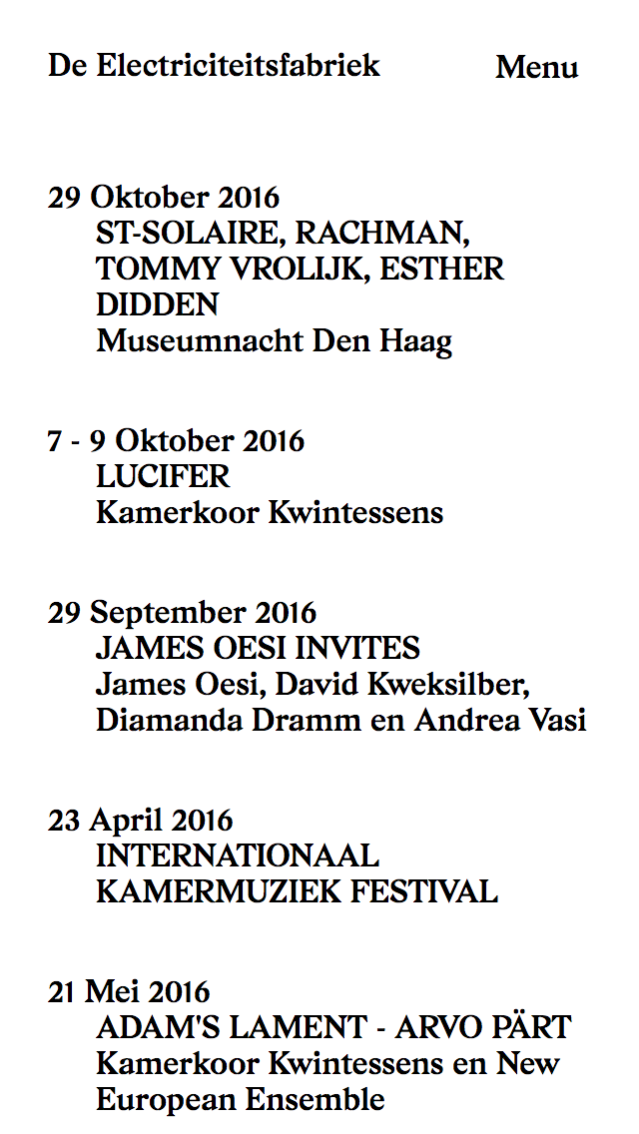 De Electriciteitsfabriek
Menu
29 Oktober 2016
ST-SOLAIRE, RACHMAN,
TOMMY VROLIJK, ESTHER
DIDDEN
Museumnacht Den Haag
7 - 9 Oktober 2016
LUCIFER
Kamerkoor Kwintessens
29 September 2016
JAMES OESI INVITES
James Oesi, David Kweksilber,
Diamanda Dramm en Andrea Vasi
23 April 2016
INTERNATIONAAL
KAMERMUZIEK FESTIVAL
21 Mei 2016
ADAM'S LAMENT - ARVO PÄRT
Kamerkoor Kwintessens en New
European Ensemble